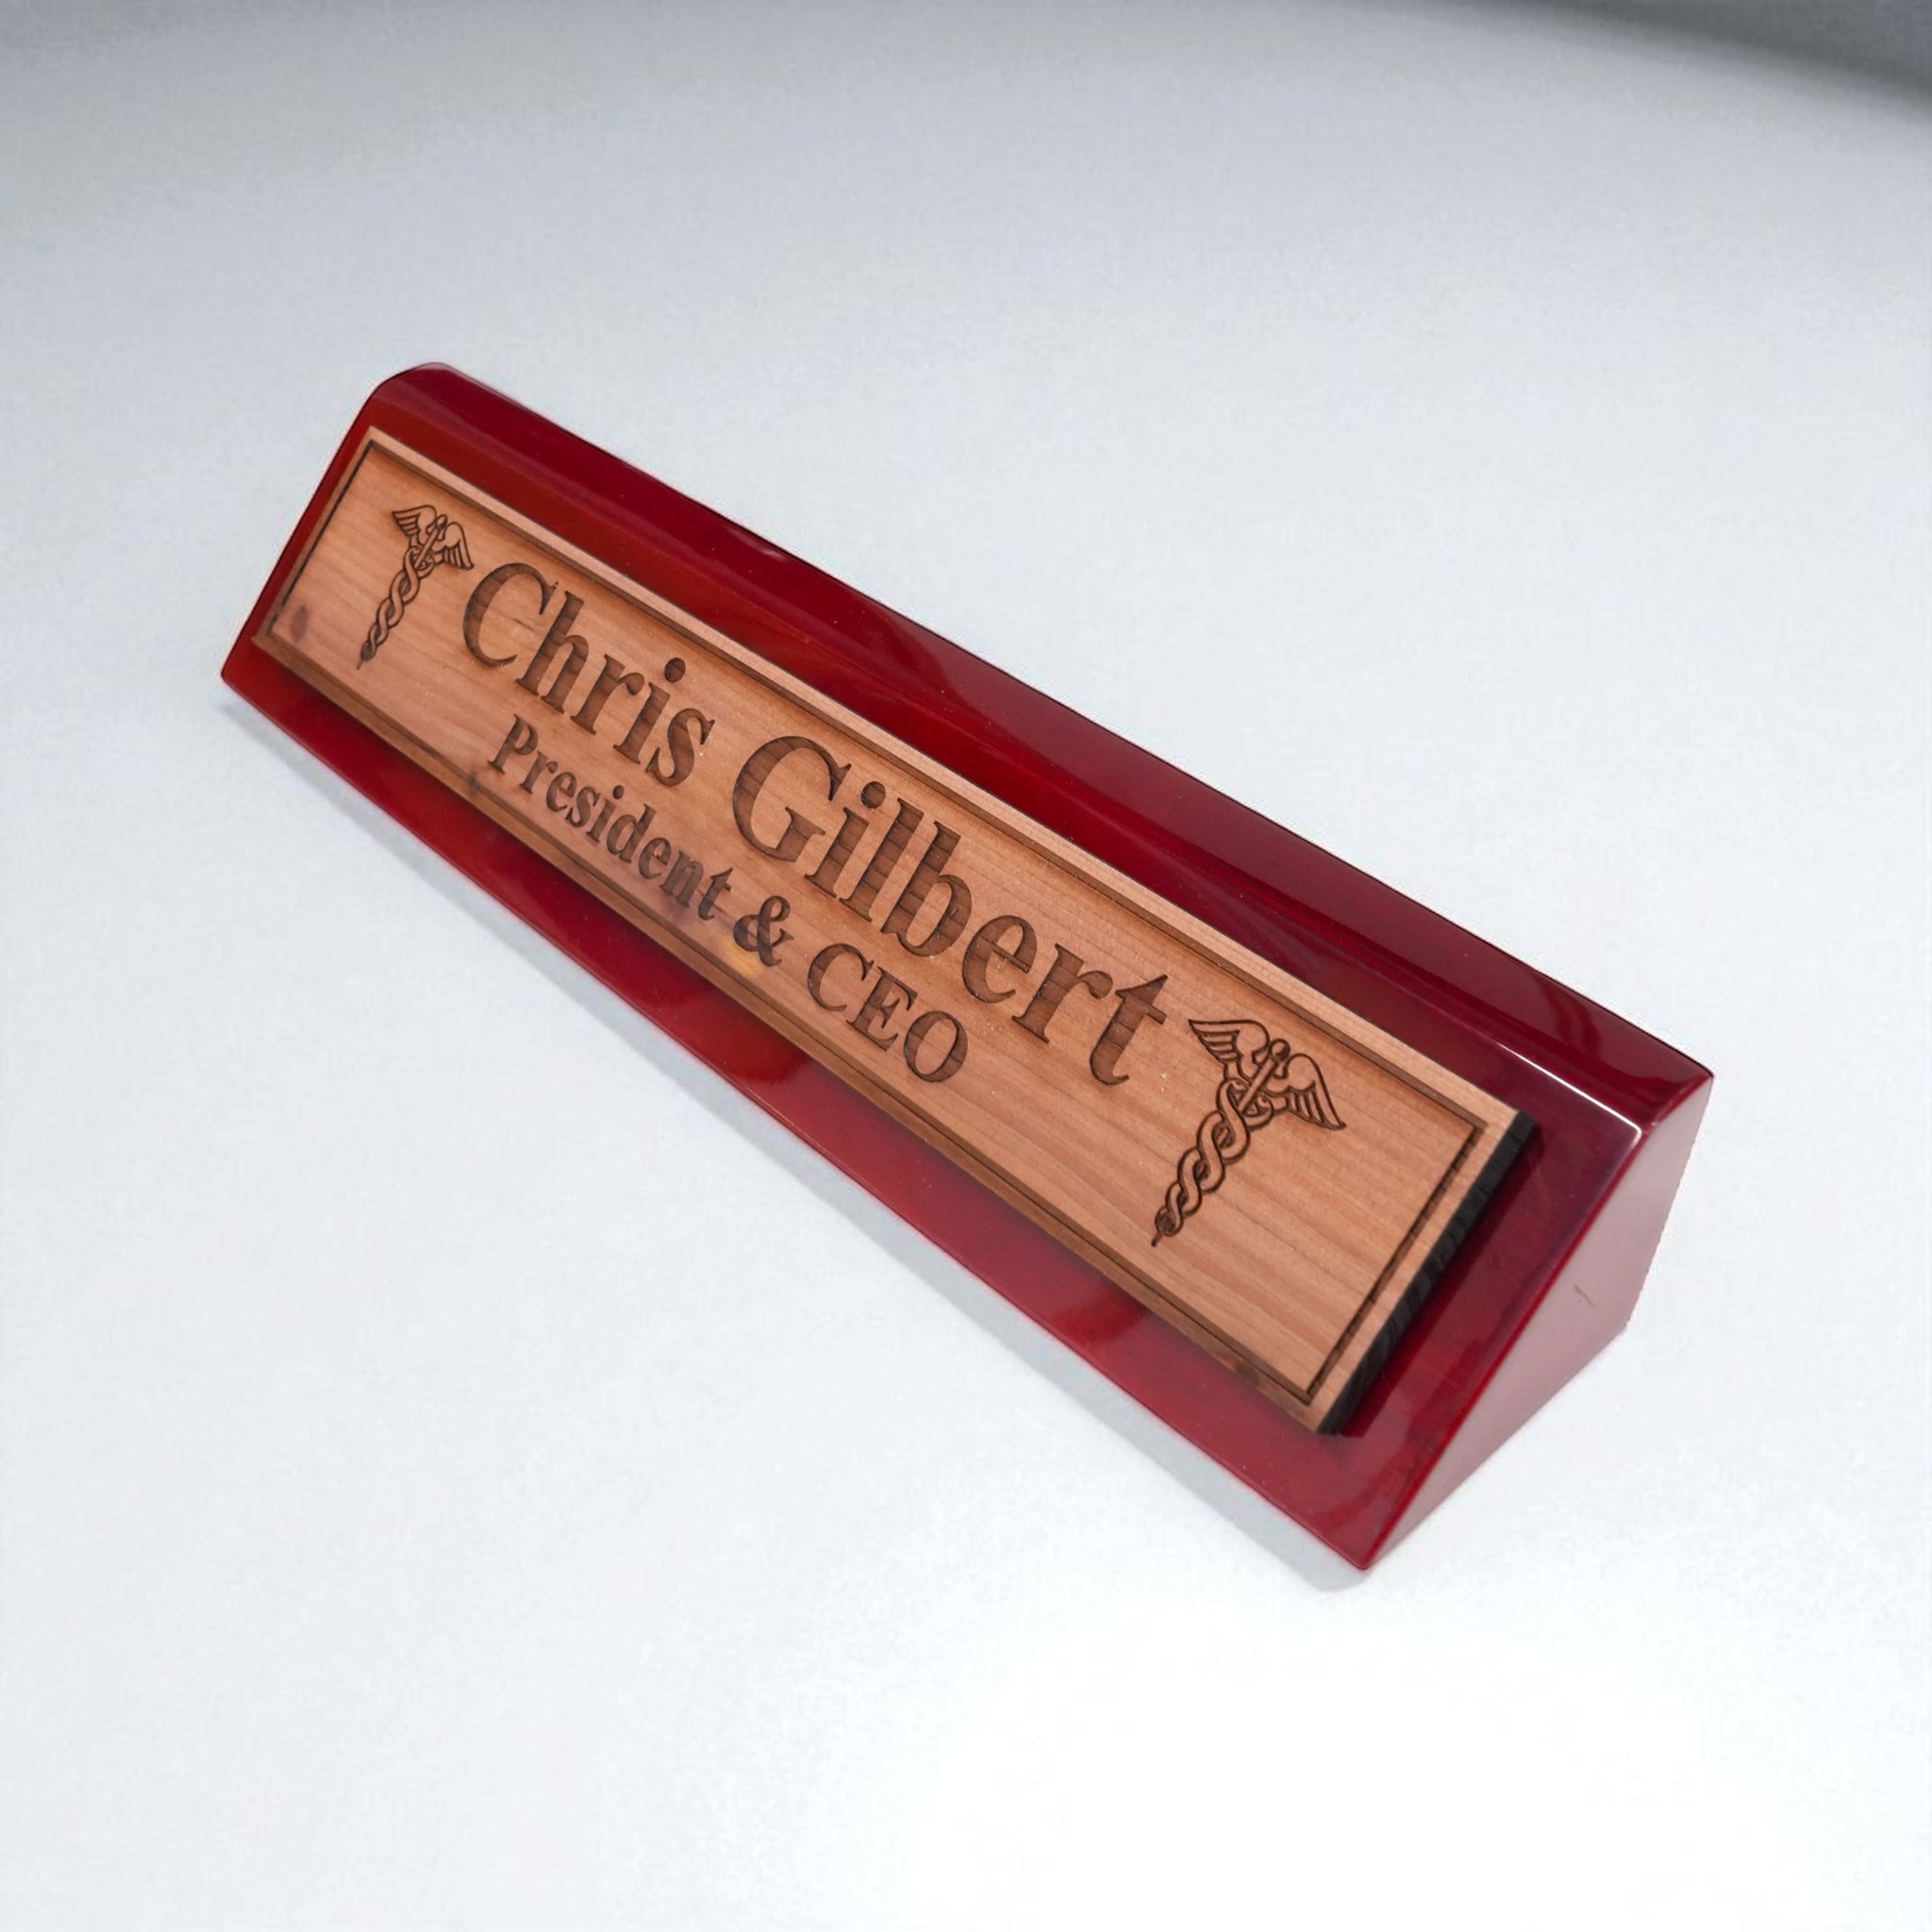 Chris Gilbert
President & CEO